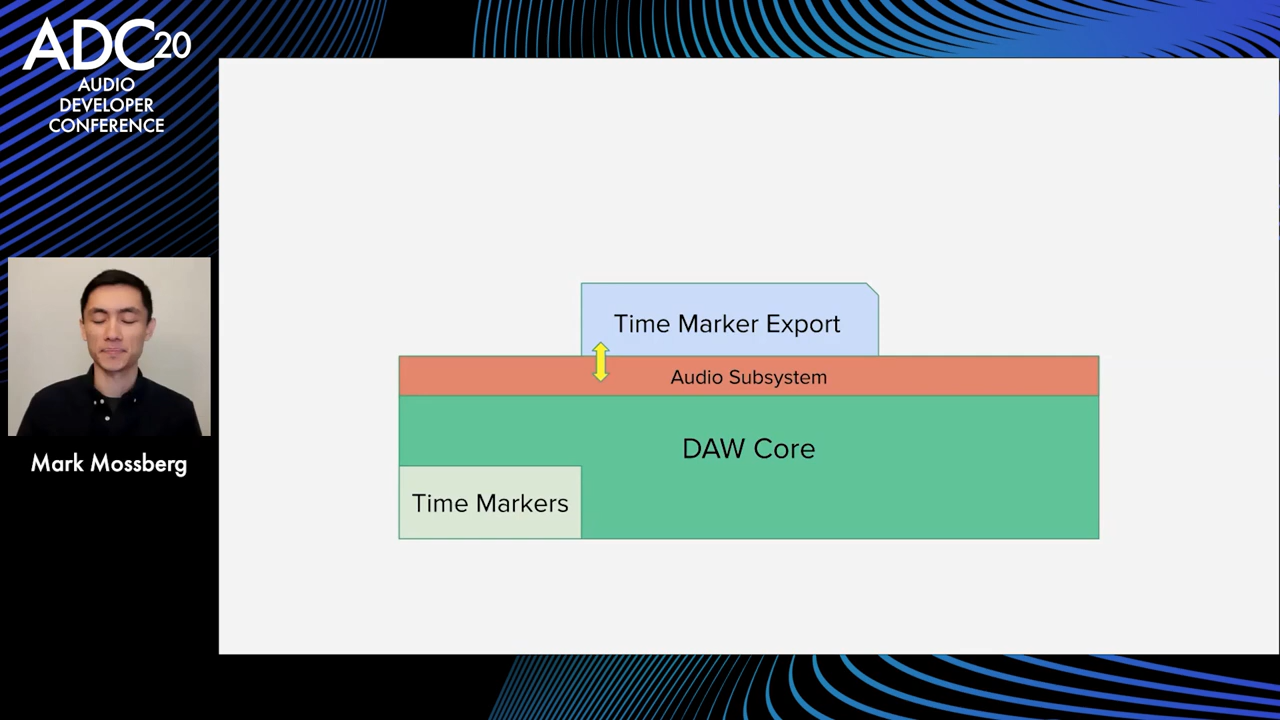 ADC20
AUDIO
DEVELOPER
CONFERENCE
Mark Mossberg
Time Marker Export
Audio Subsystem
DAW Core
Time Markers